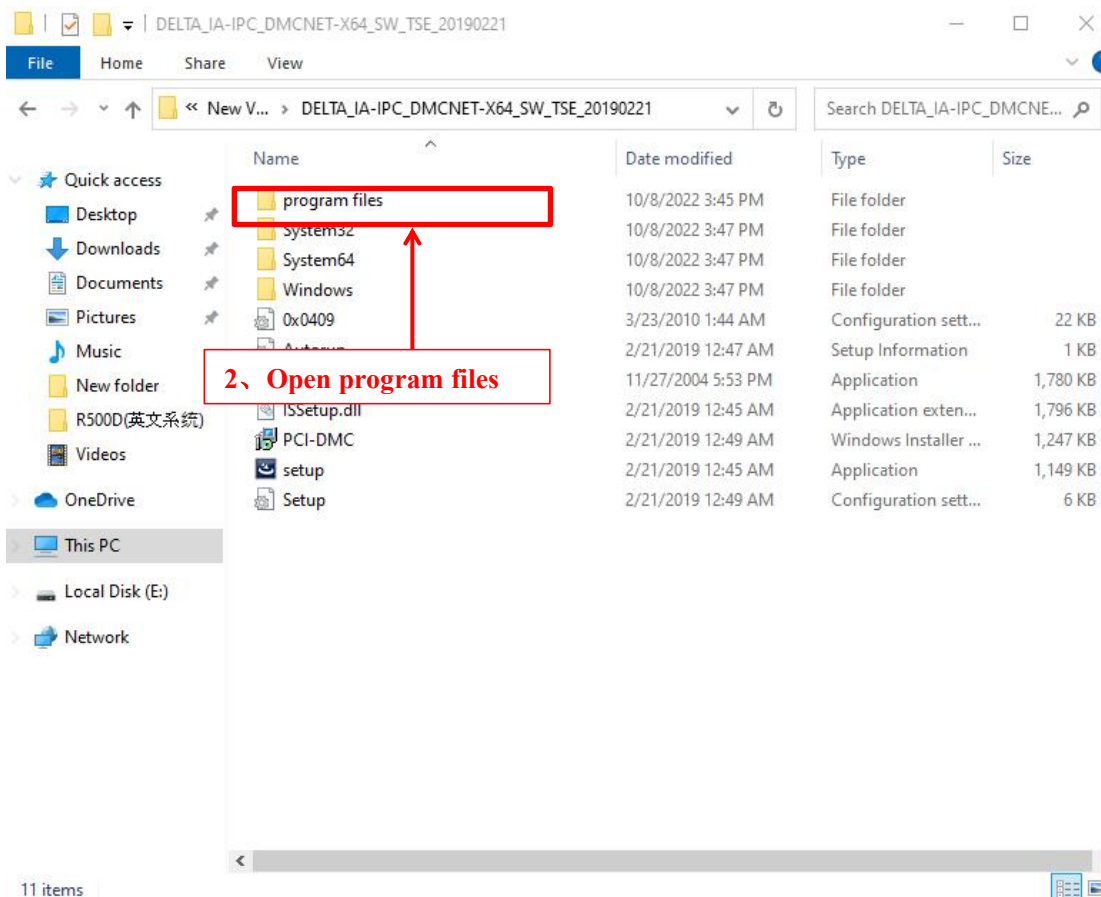 DELTA_IA-IPC_DMCNET-X64_SW_TSE_20190221
File Home Share View
« New V... > DELTA_IA-IPC_DMCNET-X64_SW_TSE_20190221 Search DELTA_IA-IPC_DMCNE...
Name Date modified Type Size
Quick access
Desktop
Downloads
Documents
Pictures
Music
New folder
R500D(英文系统)
Videos
OneDrive
This PC
Local Disk (E:)
Network
program files 10/8/2022 3:45 PM File folder
System32 10/8/2022 3:47 PM File folder
System64 10/8/2022 3:47 PM File folder
Windows 10/8/2022 3:47 PM File folder
0x0409 3/23/2010 1:44 AM Configuration sett... 22 KB
Autorun 2/21/2019 12:47 AM Setup Information 1 KB
11/27/2004 5:53 PM Application 1,780 KB
ISSetup.dll 2/21/2019 12:45 AM Application exten... 1,796 KB
PCI-DMC 2/21/2019 12:49 AM Windows Installer ... 1,247 KB
setup 2/21/2019 12:45 AM Application 1,149 KB
Setup 2/21/2019 12:49 AM Configuration sett... 6 KB
2、Open program files
11 items